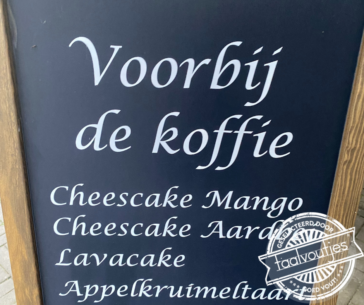 Voorbij
de koffie
Cheescake Mango
Cheescake
Lavacake
Appelkruimeltaart
taalvoutjes